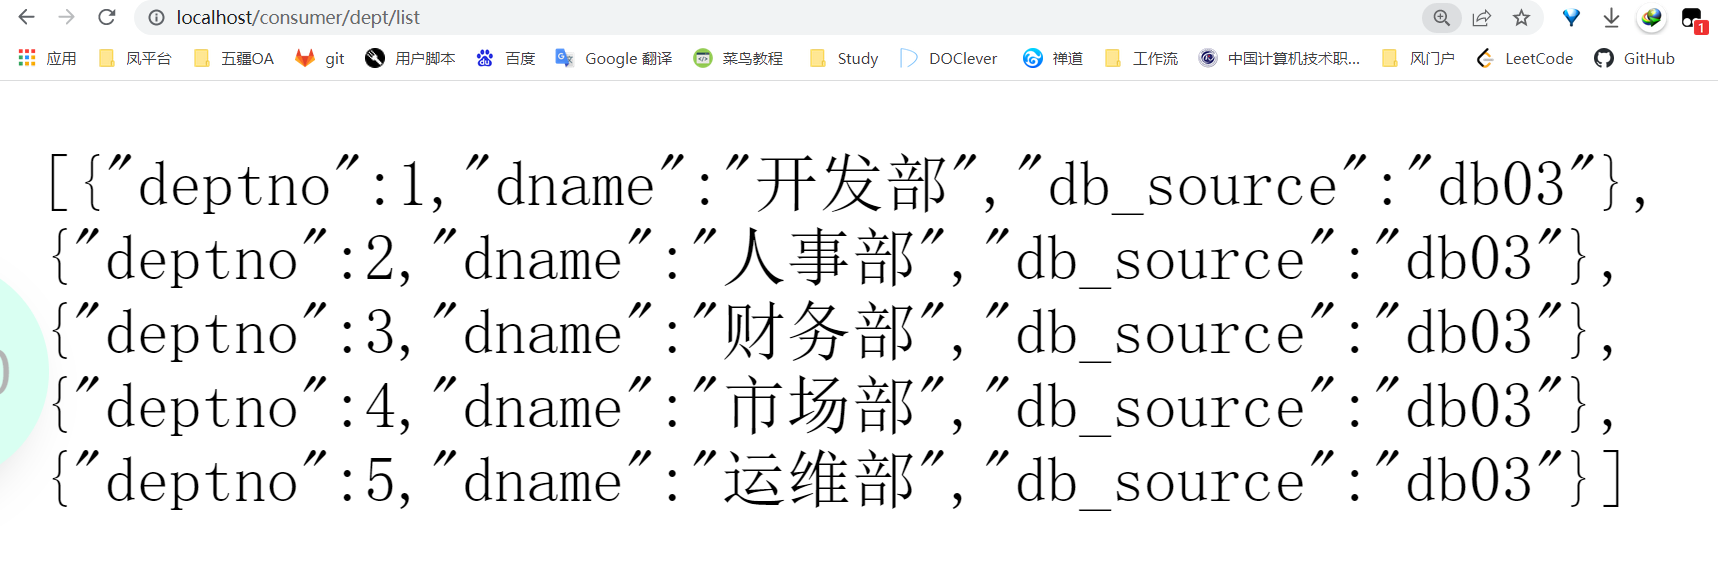 localhost/consumer/dept/list
1
应用 凤平台 五疆OA git 用户脚本 百度 Google 翻译 菜鸟教程 Study DOClever 禅道 工作流 中国计算机技术职... 风门户 LeetCode GitHub
[{"deptno":1,"dname":"开发部","db_source":"db03"},
{"deptno":2,"dname":"人事部","db_source":"db03"},
{"deptno":3,"dname":"财务部","db_source":"db03"},
{"deptno":4,"dname":"市场部","db_source":"db03"},
{"deptno":5,"dname":"运维部","db_source":"db03"}]